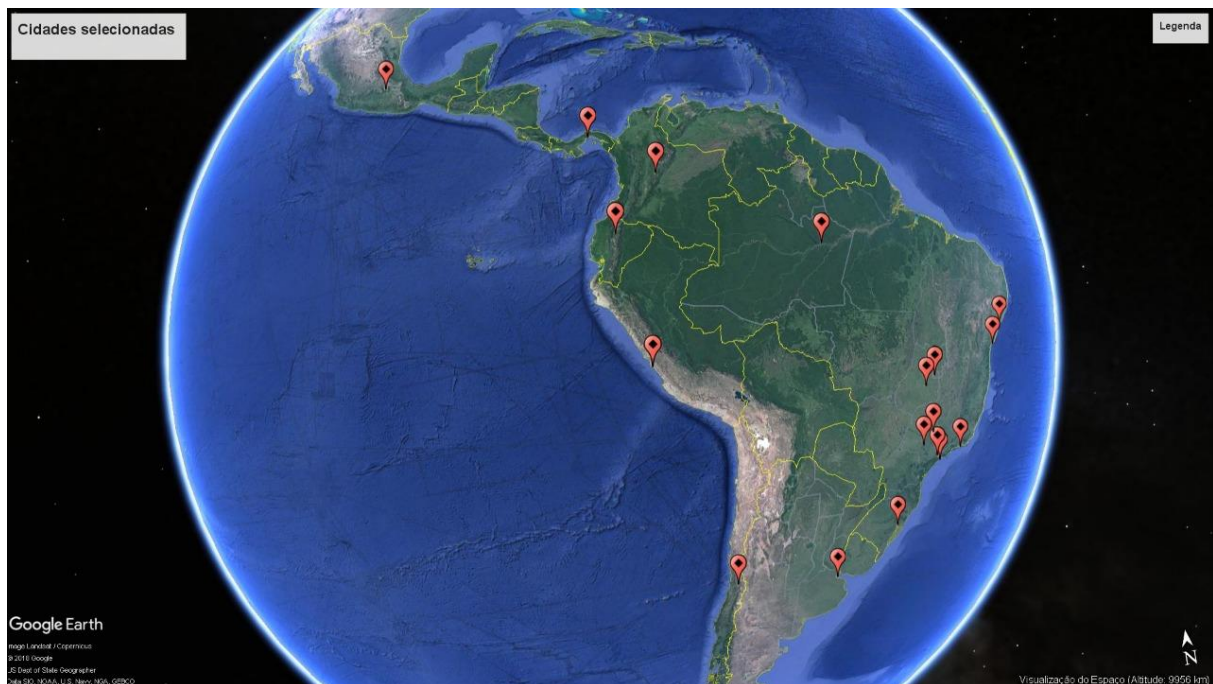 Cidades selecionadas
Legenda
Google Earth
Image Landsat / Copernicus
© 2018 Google
US Dept of State Geographer
Data SIO, NOAA, U.S. Navy, NGA, GEBCO
N
Visualização do Espaço (Altitude: 9956 km)